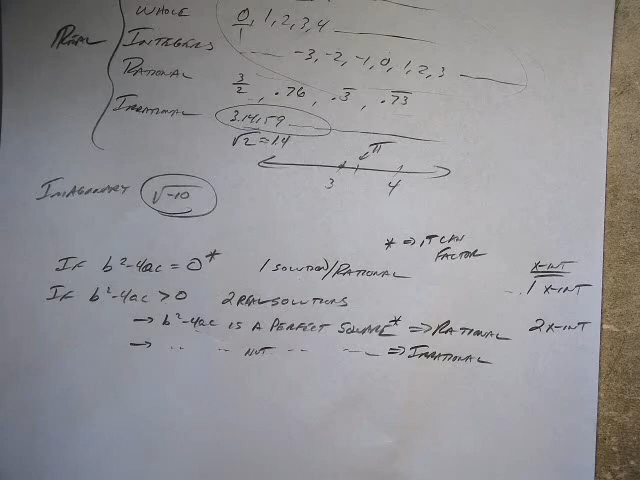 WHOLE 0/1, 1, 2, 3, 4
REAL INTEGERS -3, -2, -1, 0, 1, 2, 3
RATIONAL 3/2, .76, .3̅, .7̅3̅
IRRATIONAL 3.14159
√2 = 1.4
π
3 4
IMAGINARY √-10
* ⇒ IT CAN
FACTOR
IF b²-4ac = 0* 1 SOLUTION/RATIONAL
X-INT
1 X-INT
IF b²-4ac > 0 2 REAL SOLUTIONS
→ b²-4ac IS A PERFECT SQUARE* ⇒ RATIONAL 2 X-INT
→ " " NOT " " ⇒ IRRATIONAL